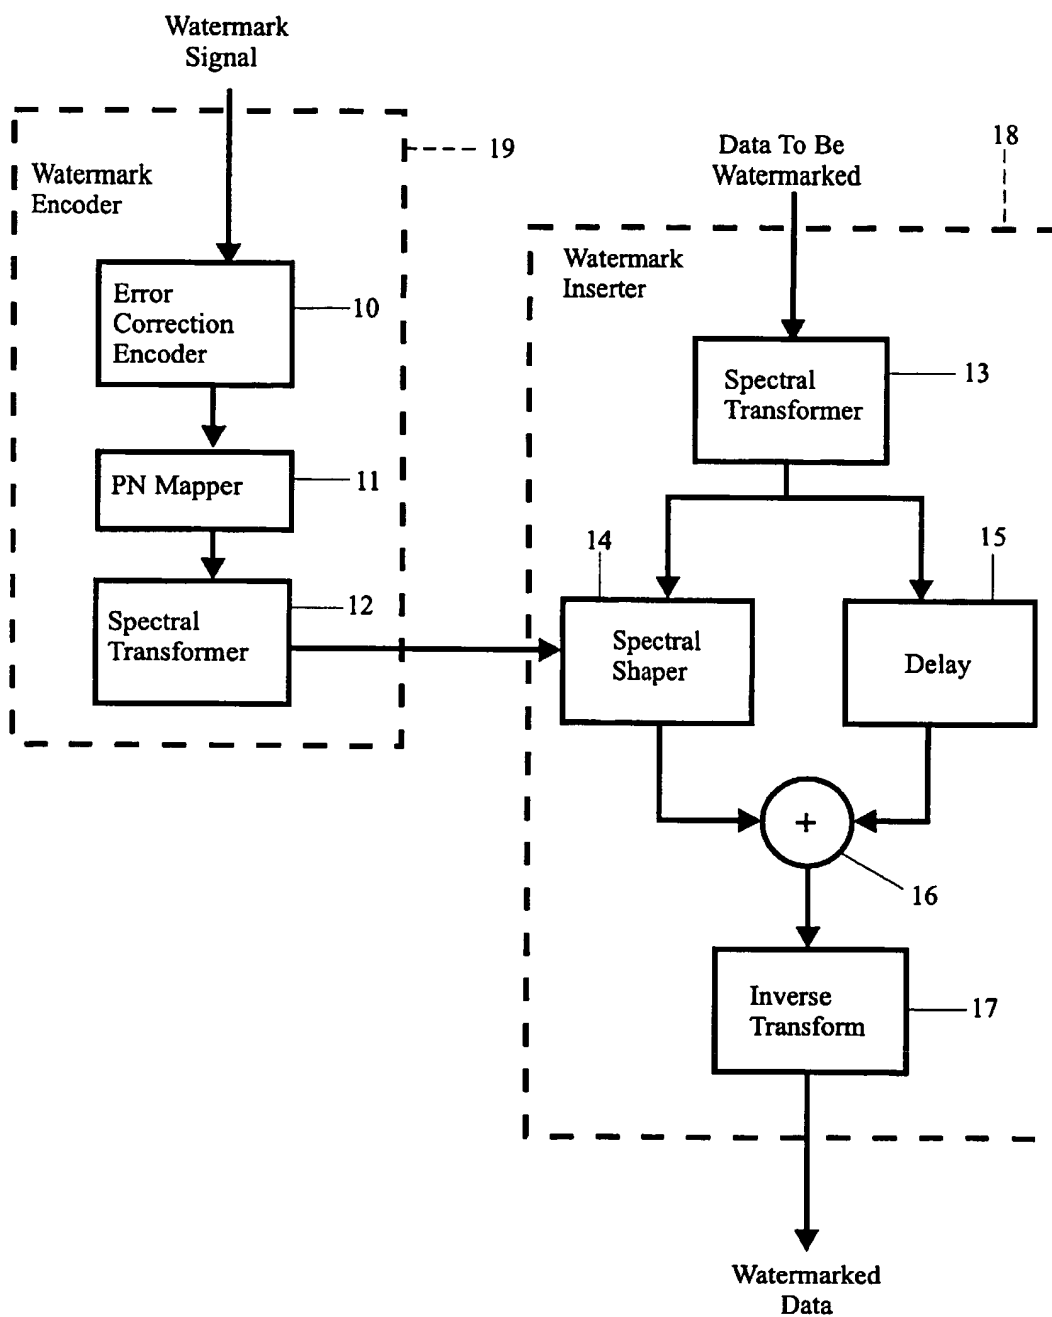 Watermark
Signal
19
Watermark
Encoder
Error
Correction
Encoder
10
PN Mapper
11
Spectral
Transformer
12
18
Data To Be
Watermarked
Watermark
Inserter
Spectral
Transformer
13
14
15
Spectral
Shaper
Delay
+
16
Inverse
Transform
17
Watermarked
Data